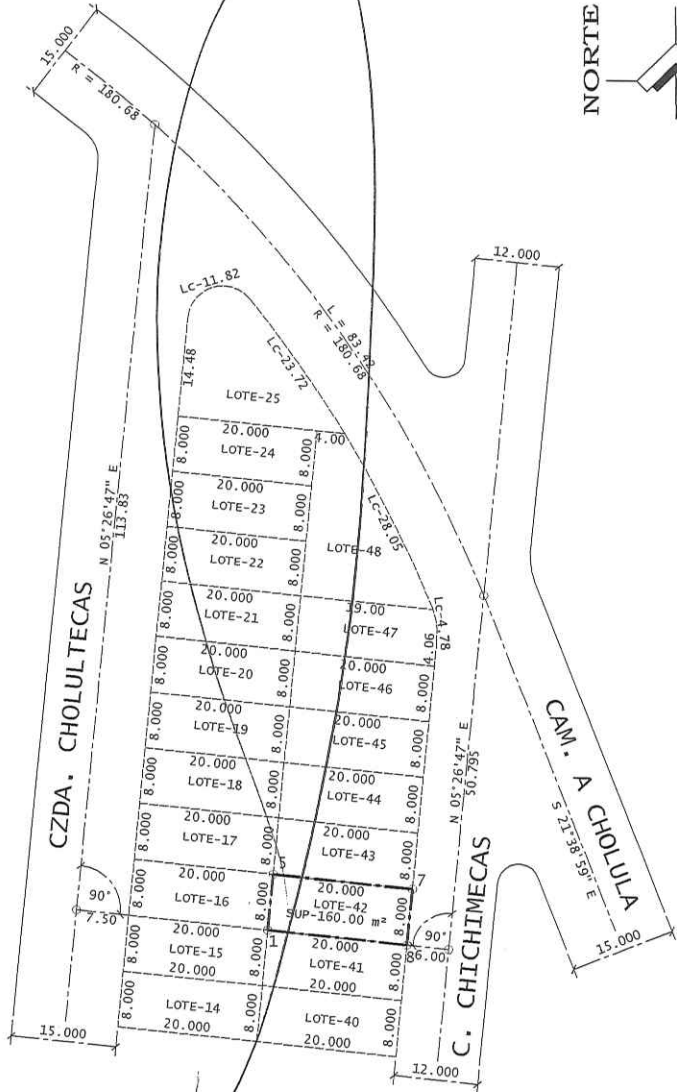 NORTE
15.000
R = 180.68
12.000
Lc-11.82
L = 83.42
R = 180.68
Lc-23.72
14.48
LOTE-25
20.000
4.00
8.000
LOTE-24
8.000
20.000
8.000
LOTE-23
8.000
Lc-28.05
N 05°26'47" E
113.83
20.000
8.000
LOTE-22
8.000
LOTE-48
20.000
8.000
LOTE-21
8.000
19.00
LOTE-47
Lc-4.78
4.06
CZDA. CHOLULTECAS
20.000
8.000
LOTE-20
8.000
20.000
LOTE-46
8.000
20.000
8.000
LOTE-19
8.000
20.000
LOTE-45
8.000
N 05°26'47" E
50.795
CAM. A CHOLULA
S 21°38'59" E
20.000
8.000
LOTE-18
8.000
20.000
LOTE-44
8.000
20.000
8.000
LOTE-17
8.000
20.000
LOTE-43
8.000
20.000
8.000
LOTE-16
20.000
7
LOTE-42
8.000
SUP-160.00 m²
90°
7.50
1
8
6.00
90°
20.000
8.000
LOTE-15
20.000
8.000
20.000
LOTE-41
8.000
20.000
C. CHICHIMECAS
15.000
8.000
LOTE-14
20.000
8.000
LOTE-40
20.000
8.000
15.000
12.000